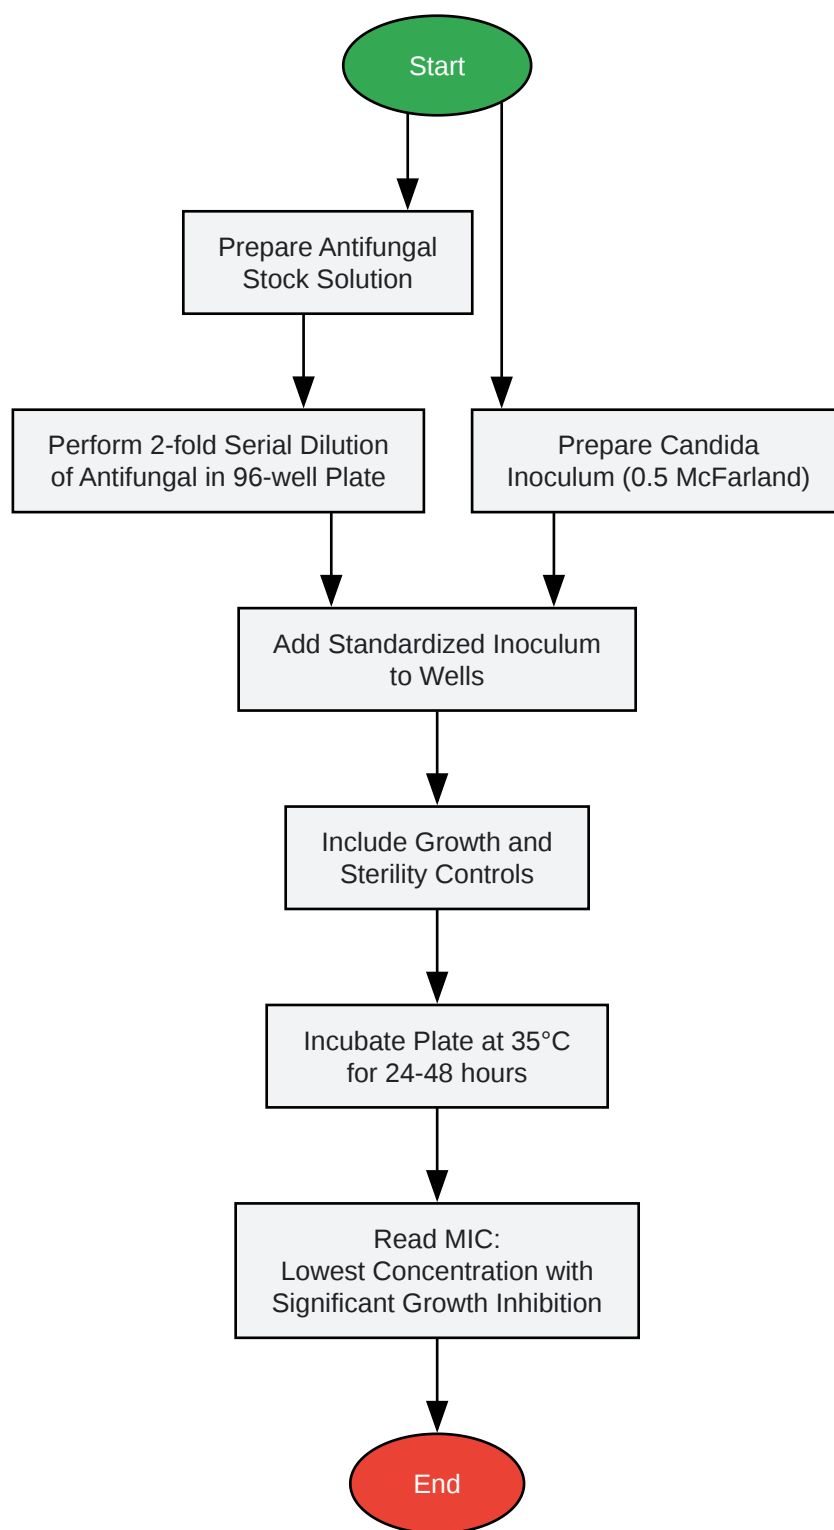 Start
Prepare Antifungal
Stock Solution
Perform 2-fold Serial Dilution
of Antifungal in 96-well Plate
Prepare Candida
Inoculum (0.5 McFarland)
Add Standardized Inoculum
to Wells
Include Growth and
Sterility Controls
Incubate Plate at 35°C
for 24-48 hours
Read MIC:
Lowest Concentration with
Significant Growth Inhibition
End